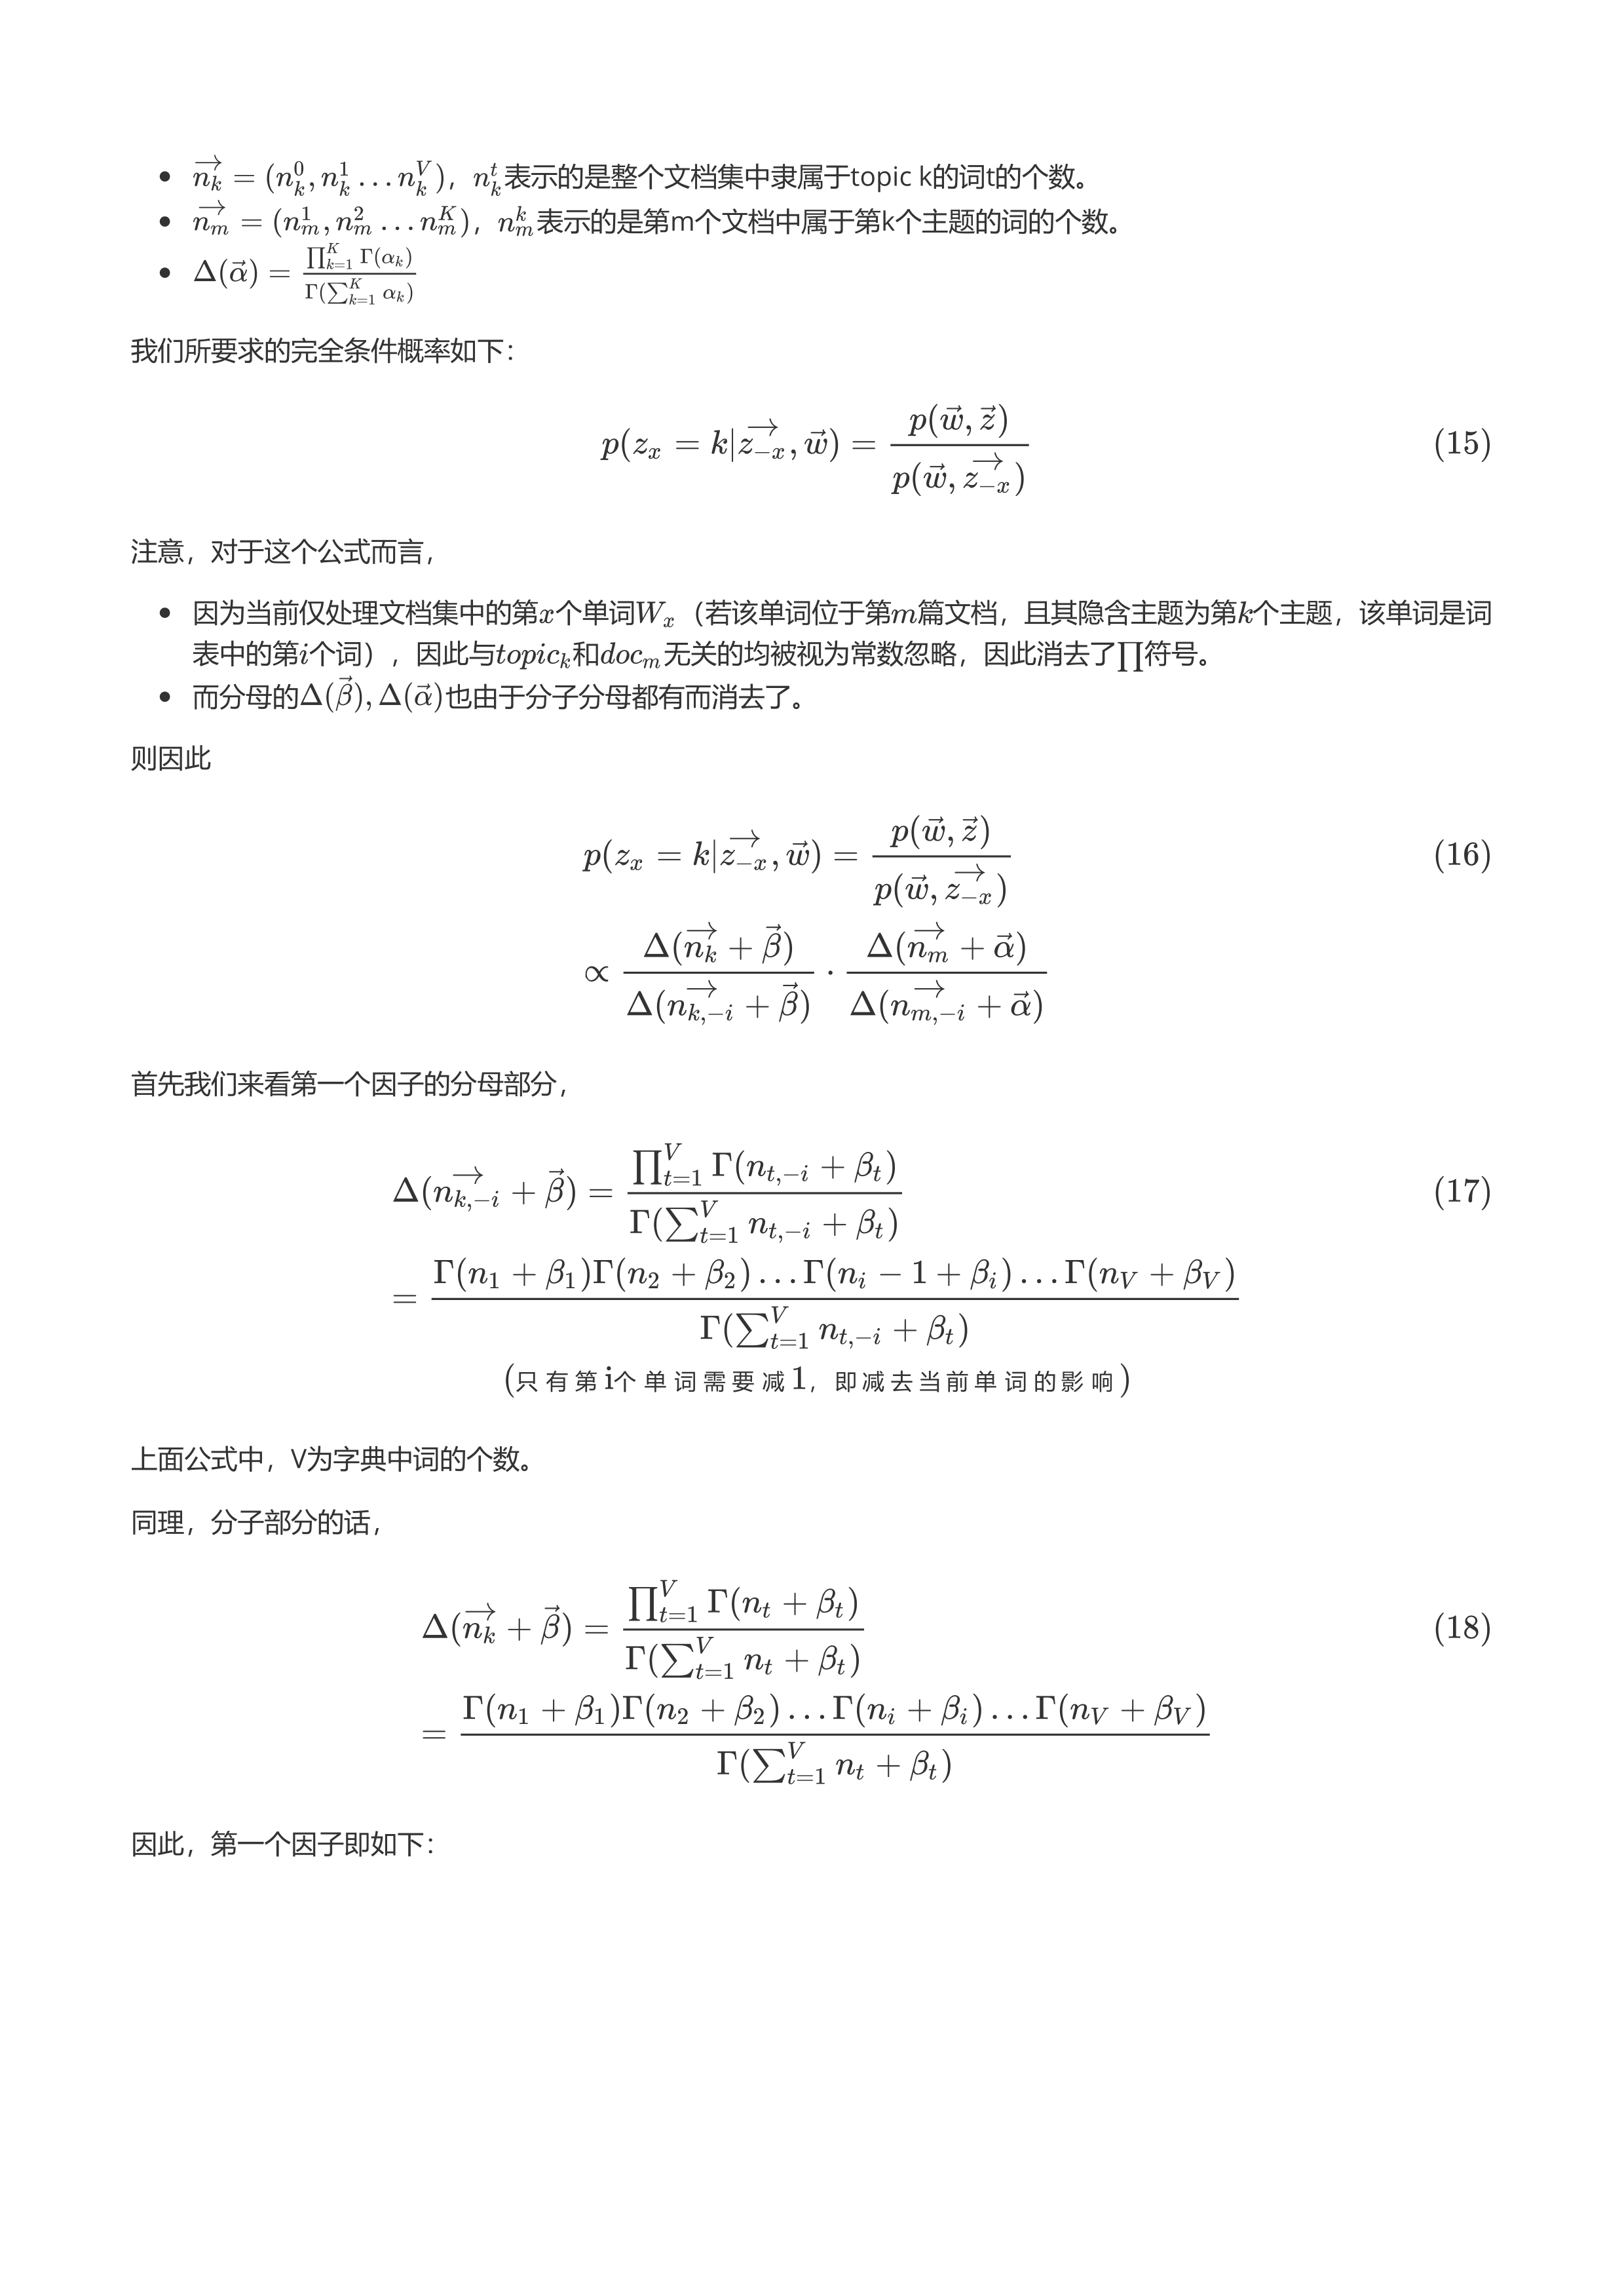 • $\overrightarrow{n_k} = (n_k^0, n_k^1 \ldots n_k^V)$，$n_k^t$表示的是整个文档集中隶属于topic k的词t的个数。
• $\overrightarrow{n_m} = (n_m^1, n_m^2 \ldots n_m^K)$，$n_m^k$表示的是第m个文档中属于第k个主题的词的个数。
• $\Delta(\vec{\alpha}) = \frac{\prod_{k=1}^K \Gamma(\alpha_k)}{\Gamma(\sum_{k=1}^K \alpha_k)}$
我们所要求的完全条件概率如下：
$p(z_x = k|\overrightarrow{z_{-x}}, \vec{w}) = \frac{p(\vec{w}, \vec{z})}{p(\vec{w}, \overrightarrow{z_{-x}})}$ (15)
注意，对于这个公式而言，
• 因为当前仅处理文档集中的第$x$个单词$W_x$（若该单词位于第$m$篇文档，且其隐含主题为第$k$个主题，该单词是词
表中的第$i$个词），因此与$topic_k$和$doc_m$无关的均被视为常数忽略，因此消去了$\prod$符号。
• 而分母的$\Delta(\vec{\beta}), \Delta(\vec{\alpha})$也由于分子分母都有而消去了。
则因此
$p(z_x = k|\overrightarrow{z_{-x}}, \vec{w}) = \frac{p(\vec{w}, \vec{z})}{p(\vec{w}, \overrightarrow{z_{-x}})}$ (16)
$\propto \frac{\Delta(\overrightarrow{n_k} + \vec{\beta})}{\Delta(\overrightarrow{n_{k,-i}} + \vec{\beta})} \cdot \frac{\Delta(\overrightarrow{n_m} + \vec{\alpha})}{\Delta(\overrightarrow{n_{m,-i}} + \vec{\alpha})}$
首先我们来看第一个因子的分母部分，
$\Delta(\overrightarrow{n_{k,-i}} + \vec{\beta}) = \frac{\prod_{t=1}^V \Gamma(n_{t,-i} + \beta_t)}{\Gamma(\sum_{t=1}^V n_{t,-i} + \beta_t)}$ (17)
$= \frac{\Gamma(n_1 + \beta_1)\Gamma(n_2 + \beta_2) \ldots \Gamma(n_i - 1 + \beta_i) \ldots \Gamma(n_V + \beta_V)}{\Gamma(\sum_{t=1}^V n_{t,-i} + \beta_t)}$
(只有第i个单词需要减1，即减去当前单词的影响)
上面公式中，V为字典中词的个数。
同理，分子部分的话，
$\Delta(\overrightarrow{n_k} + \vec{\beta}) = \frac{\prod_{t=1}^V \Gamma(n_t + \beta_t)}{\Gamma(\sum_{t=1}^V n_t + \beta_t)}$ (18)
$= \frac{\Gamma(n_1 + \beta_1)\Gamma(n_2 + \beta_2) \ldots \Gamma(n_i + \beta_i) \ldots \Gamma(n_V + \beta_V)}{\Gamma(\sum_{t=1}^V n_t + \beta_t)}$
因此，第一个因子即如下：